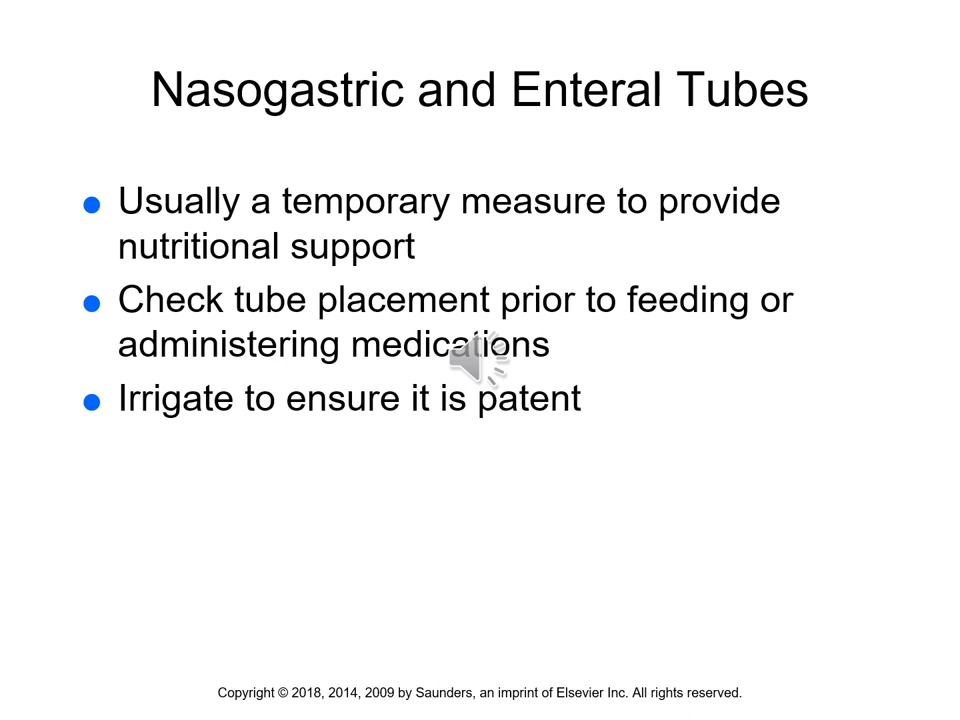 Nasogastric and Enteral Tubes
Usually a temporary measure to provide
nutritional support
Check tube placement prior to feeding or
administering medications
Irrigate to ensure it is patent
Copyright © 2018, 2014, 2009 by Saunders, an imprint of Elsevier Inc. All rights reserved.